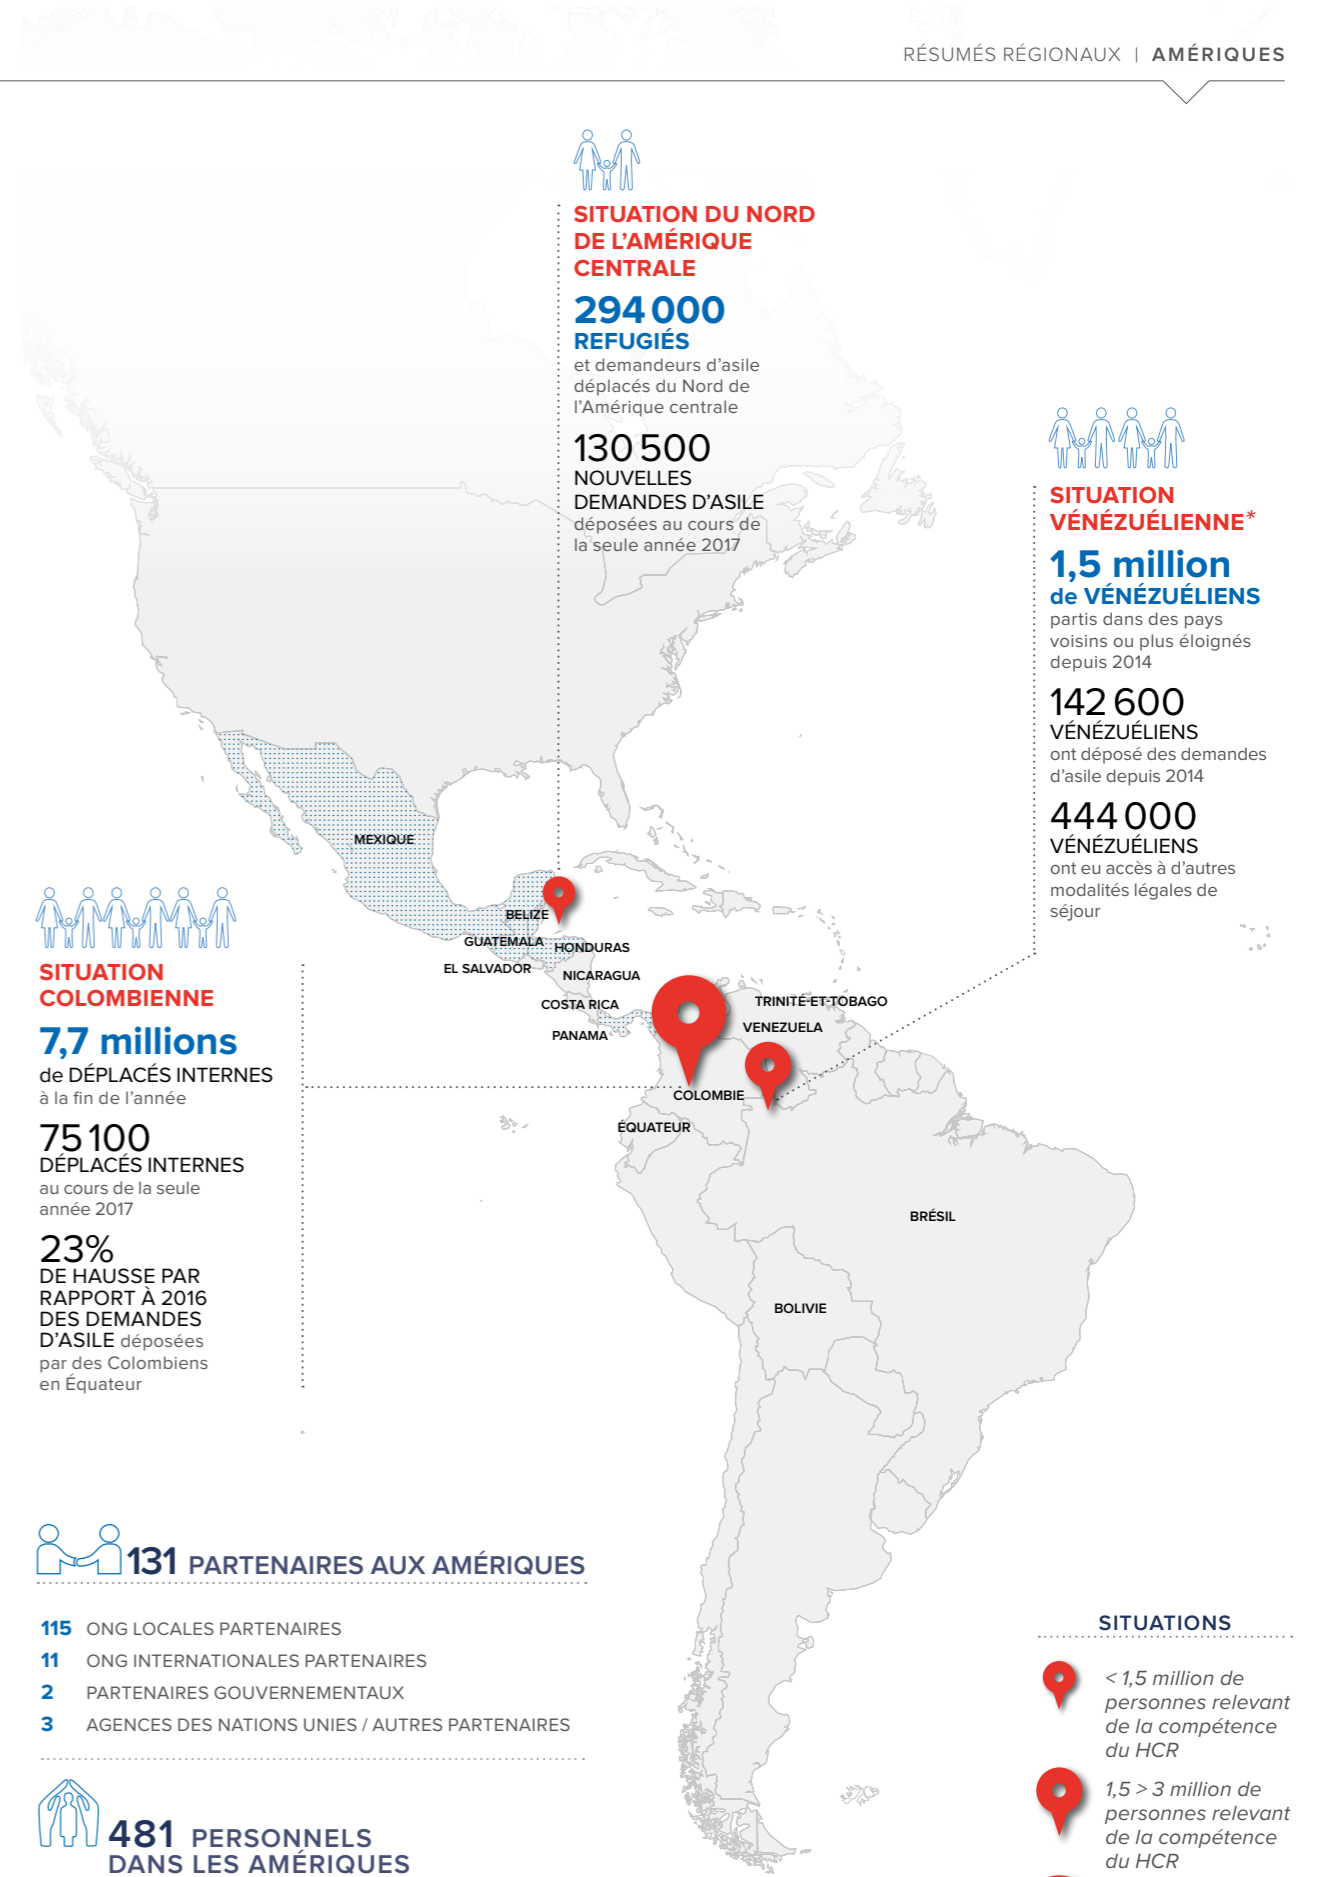 RÉSUMÉS RÉGIONAUX | AMÉRIQUES
SITUATION DU NORD
DE L’AMÉRIQUE
CENTRALE
294 000
REFUGIÉS
et demandeurs d’asile
déplacés du Nord de
l’Amérique centrale
130 500
NOUVELLES
DEMANDES D’ASILE
déposées au cours de
la seule année 2017
SITUATION
VÉNÉZUÉLIENNE*
1,5 million
de VÉNÉZUÉLIENS
partis dans des pays
voisins ou plus éloignés
depuis 2014
142 600
VÉNÉZUÉLIENS
ont déposé des demandes
d’asile depuis 2014
444 000
VÉNÉZUÉLIENS
ont eu accès à d’autres
modalités légales de
séjour
MEXIQUE
BELIZE
GUATEMALA
HONDURAS
EL SALVADOR
NICARAGUA
COSTA RICA
PANAMA
TRINITÉ-ET-TOBAGO
VENEZUELA
COLOMBIE
ÉQUATEUR
BRÉSIL
BOLIVIE
SITUATION
COLOMBIENNE
7,7 millions
de DÉPLACÉS INTERNES
à la fin de l’année
75 100
DÉPLACÉS INTERNES
au cours de la seule
année 2017
23%
DE HAUSSE PAR
RAPPORT À 2016
DES DEMANDES
D’ASILE déposées
par des Colombiens
en Équateur
131 PARTENAIRES AUX AMÉRIQUES
115 ONG LOCALES PARTENAIRES
11 ONG INTERNATIONALES PARTENAIRES
2 PARTENAIRES GOUVERNEMENTAUX
3 AGENCES DES NATIONS UNIES / AUTRES PARTENAIRES
481 PERSONNELS
DANS LES AMÉRIQUES
SITUATIONS
< 1,5 million de
personnes relevant
de la compétence
du HCR
1,5 > 3 million de
personnes relevant
de la compétence
du HCR